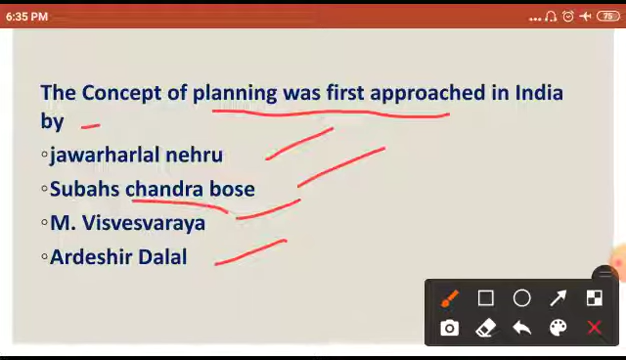 6:35 PM
75
The Concept of planning was first approached in India
by
◦jawarharlal nehru
◦Subahs chandra bose
◦M. Visvesvaraya
◦Ardeshir Dalal